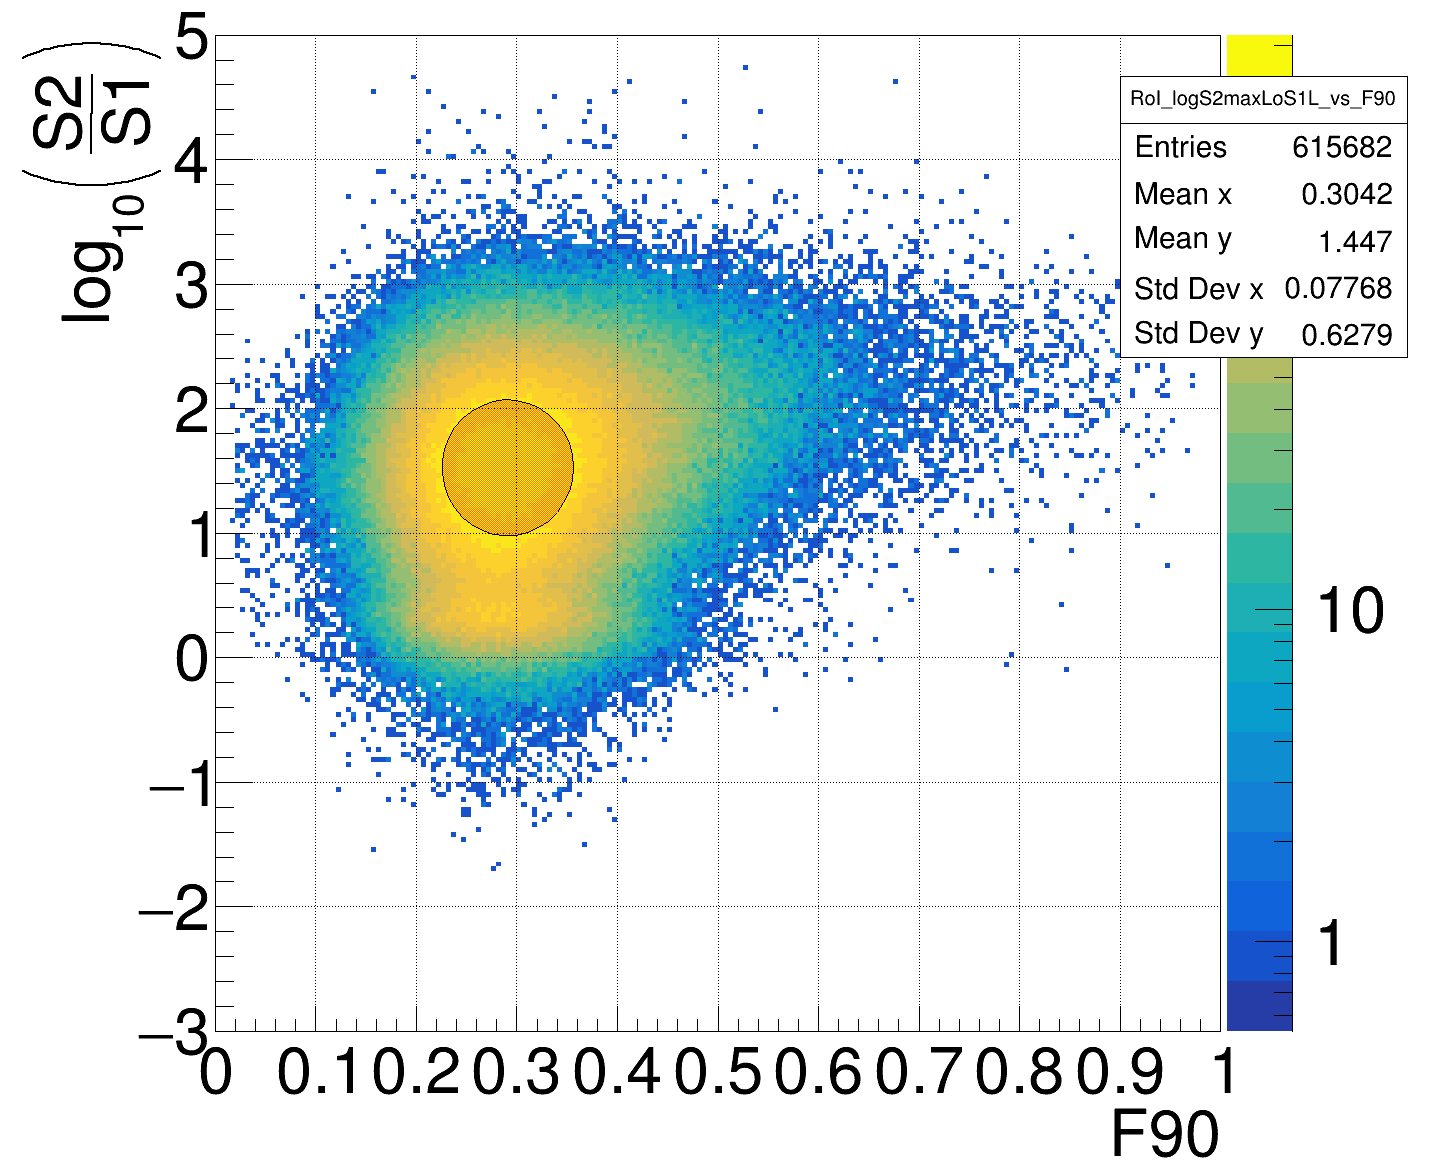 log10(S2/S1)
5
4
3
2
1
0
−1
−2
−3
0 0.1 0.2 0.3 0.4 0.5 0.6 0.7 0.8 0.9 1
F90
RoI_logS2maxLoS1L_vs_F90
Entries 615682
Mean x 0.3042
Mean y 1.447
Std Dev x 0.07768
Std Dev y 0.6279
10
1